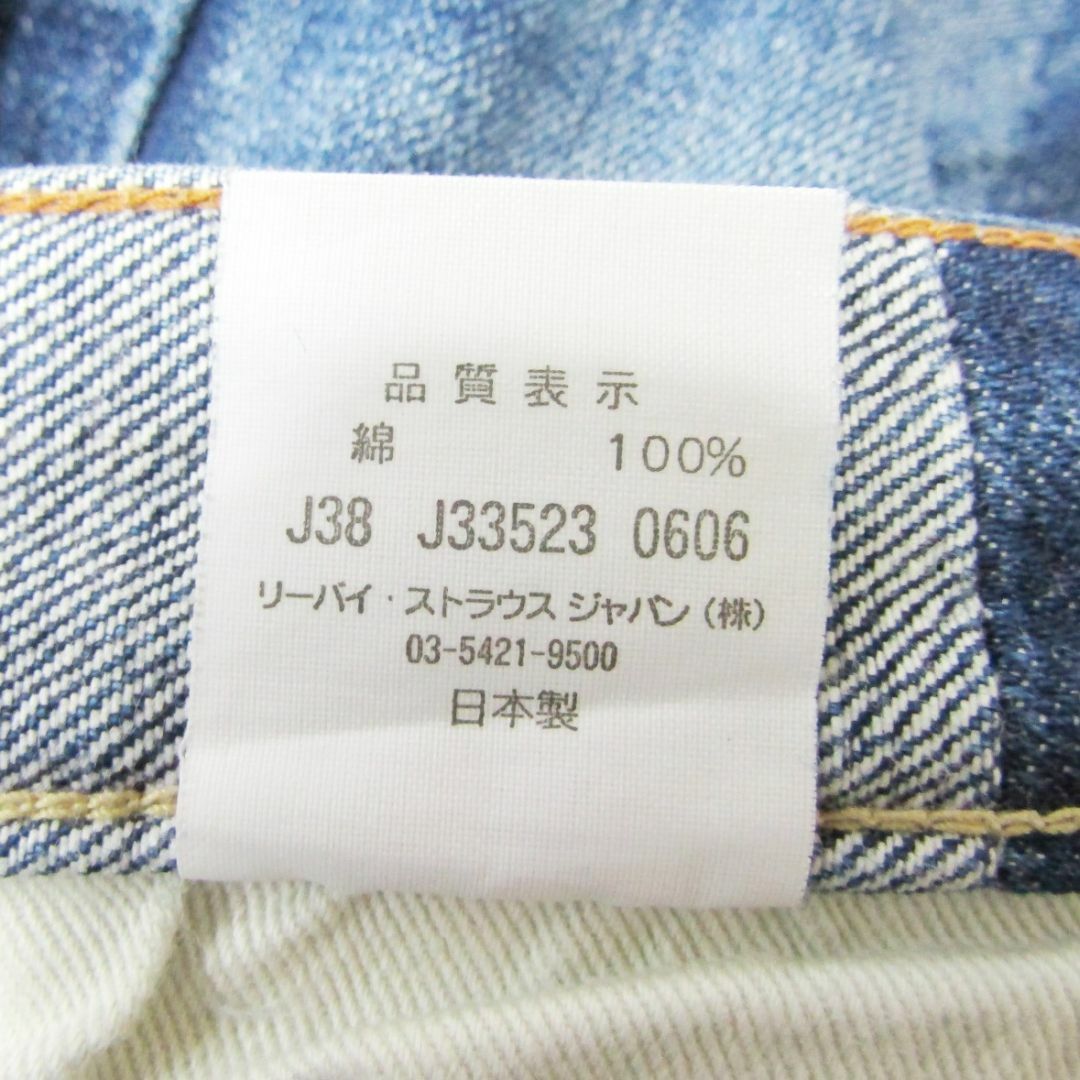 品質表示
綿 100%
J38 J33523 0606
リーバイ・ストラウス ジャパン（株）
03-5421-9500
日本製